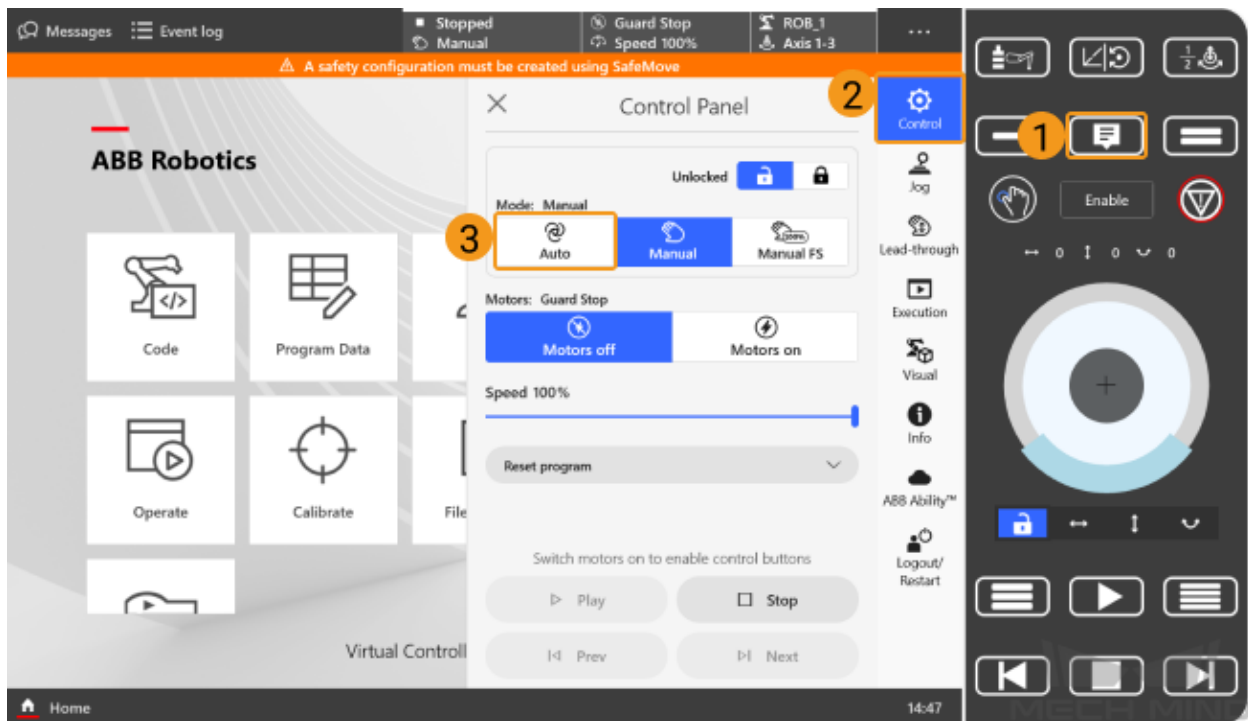 Messages Event log
Stopped
Manual
Guard Stop
Speed 100%
ROB_1
Axis 1-3
...
A safety configuration must be created using SafeMove
ABB Robotics
Code
Program Data
Operate
Calibrate
File
Virtual Controll
Control Panel
Unlocked
Mode: Manual
3
Auto
Manual
100%
Manual FS
Motors: Guard Stop
Motors off
Motors on
Speed 100%
Reset program
Switch motors on to enable control buttons
Play
Stop
Prev
Next
2
Control
Jog
Lead-through
Execution
Visual
Info
ABB Ability™
Logout/
Restart
Home
14:47
1
2
1
Enable
0 0 0
MECH MIND